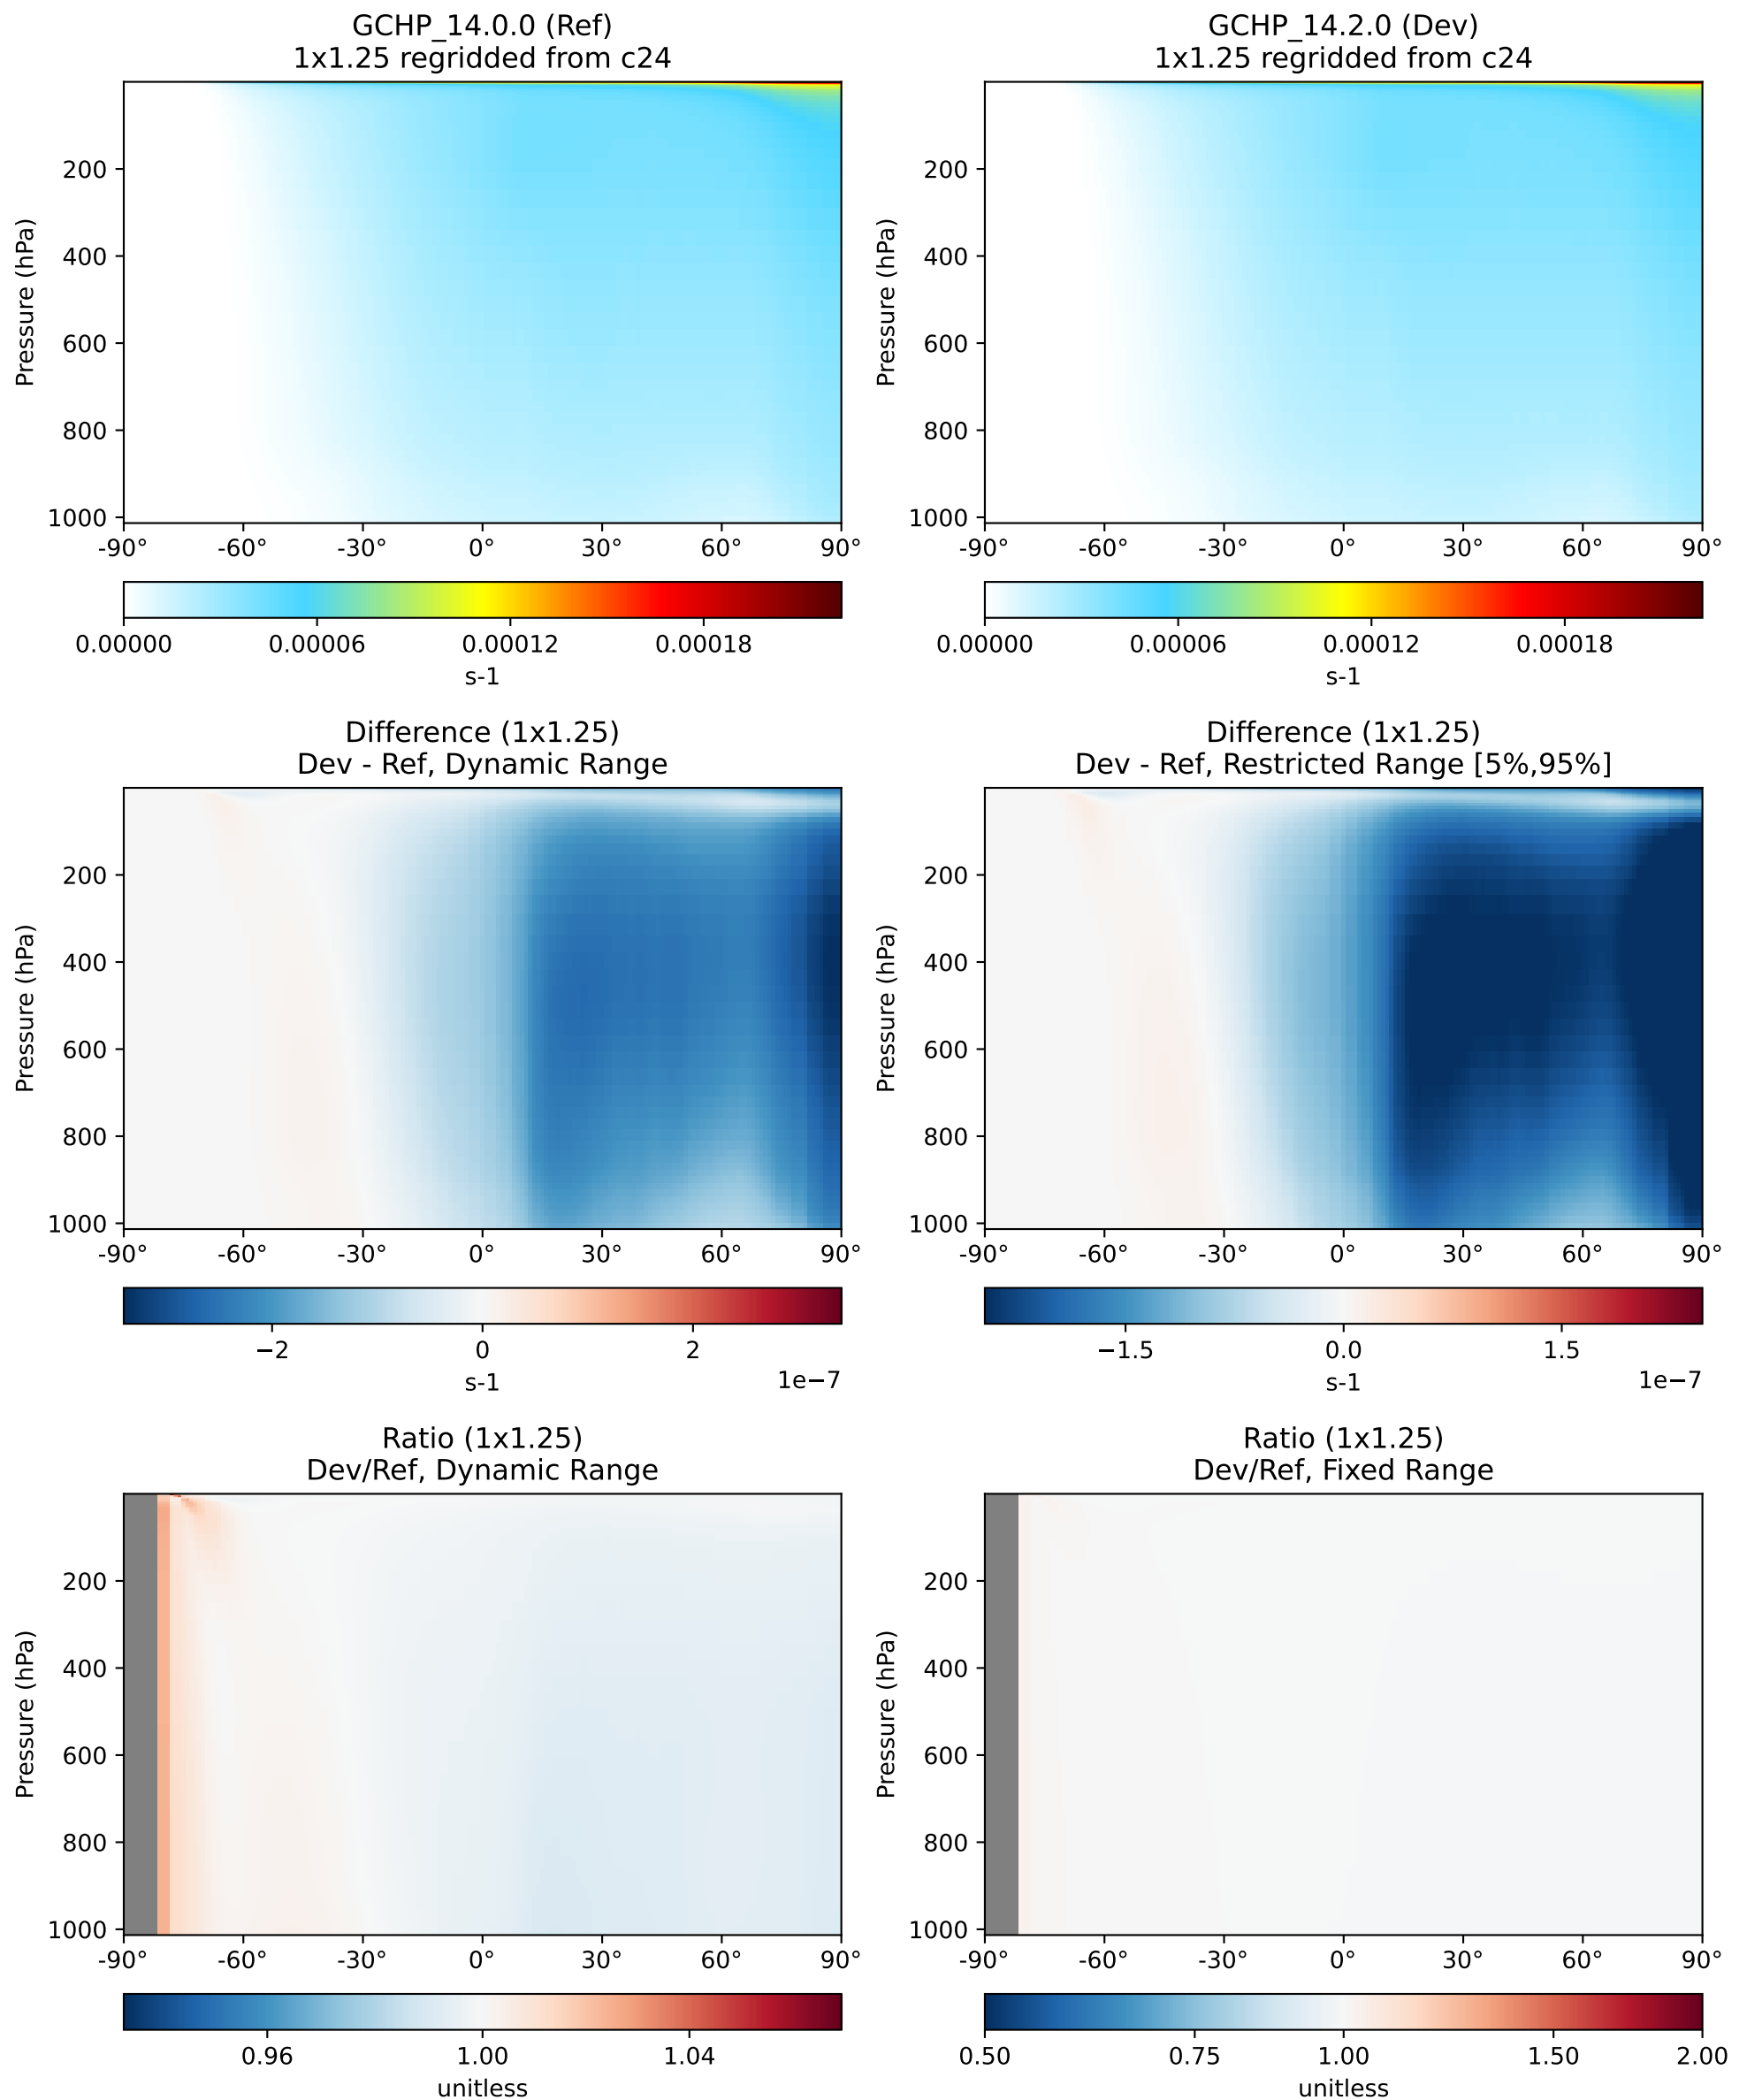 GCHP_14.0.0 (Ref)
1x1.25 regridded from c24
Pressure (hPa)
200
400
600
800
1000
-90° -60° -30° 0° 30° 60° 90°
0.00000 0.00006 0.00012 0.00018
s-1
GCHP_14.2.0 (Dev)
1x1.25 regridded from c24
Pressure (hPa)
200
400
600
800
1000
-90° -60° -30° 0° 30° 60° 90°
0.00000 0.00006 0.00012 0.00018
s-1
Difference (1x1.25)
Dev - Ref, Dynamic Range
Pressure (hPa)
200
400
600
800
1000
-90° -60° -30° 0° 30° 60° 90°
−2 0 2
s-1 1e−7
Difference (1x1.25)
Dev - Ref, Restricted Range [5%,95%]
Pressure (hPa)
200
400
600
800
1000
-90° -60° -30° 0° 30° 60° 90°
−1.5 0.0 1.5
s-1 1e−7
Ratio (1x1.25)
Dev/Ref, Dynamic Range
Pressure (hPa)
200
400
600
800
1000
-90° -60° -30° 0° 30° 60° 90°
0.96 1.00 1.04
unitless
Ratio (1x1.25)
Dev/Ref, Fixed Range
Pressure (hPa)
200
400
600
800
1000
-90° -60° -30° 0° 30° 60° 90°
0.50 0.75 1.00 1.50 2.00
unitless